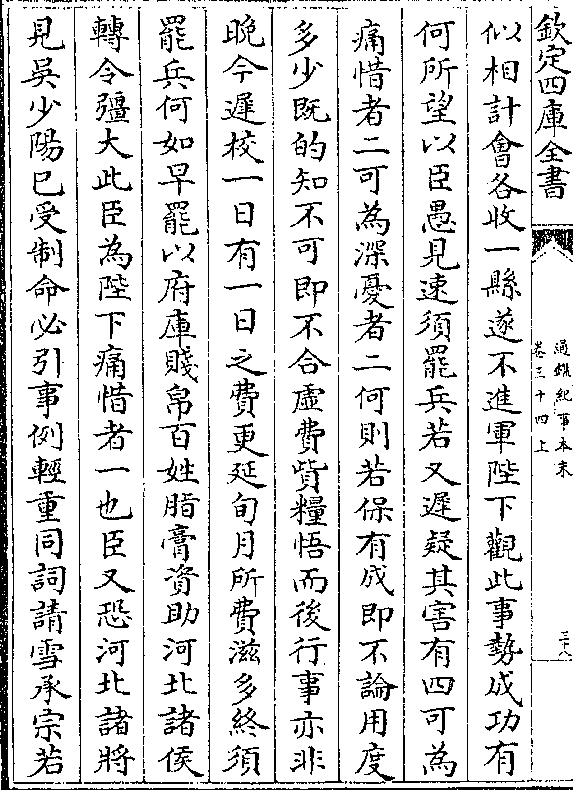 欽定四庫全書
通鑑紀事本末
卷三十四上
三十八
似相計會各收一縣遂不進軍陛下觀此事勢成功有
何所望以臣愚見速須罷兵若又遲疑其害有四可為
痛惜者二可為深憂者二何則若保有成即不論用度
多少既的知不可即不合虛費貲糧悟而後行事亦非
晚今遲校一日有一日之費更延旬月所費滋多終須
罷兵何如早罷以府庫賤帛百姓脂膏資助河北諸侯
轉令彊大此臣為陛下痛惜者一也臣又恐河北諸將
見吳少陽已受制命必引事例輕重同詞請雪承宗若